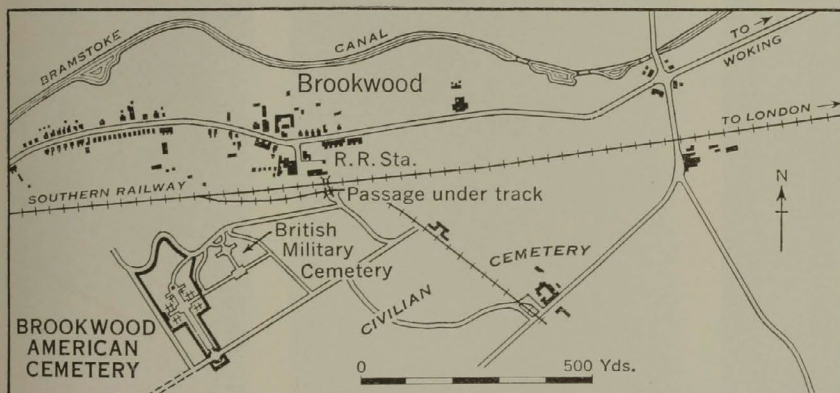 BRAMSTOKE
CANAL
TO →
WOKING
Brookwood
TO LONDON →
R.R. Sta.
SOUTHERN RAILWAY
Passage under track
N
British
Military
Cemetery
CEMETERY
CIVILIAN
BROOKWOOD
AMERICAN
CEMETERY
0 500 Yds.